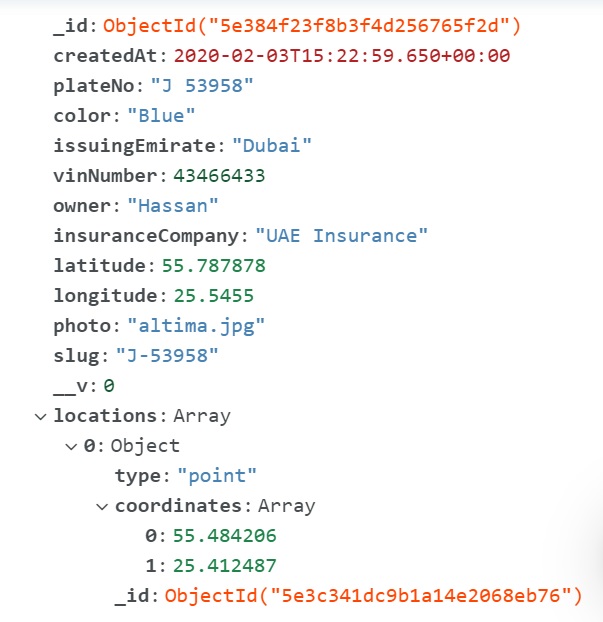 _id: ObjectId("5e384f23f8b3f4d256765f2d")
createdAt: 2020-02-03T15:22:59.650+00:00
plateNo: "J 53958"
color: "Blue"
issuingEmirate: "Dubai"
vinNumber: 43466433
owner: "Hassan"
insuranceCompany: "UAE Insurance"
latitude: 55.787878
longitude: 25.5455
photo: "altima.jpg"
slug: "J-53958"
__v: 0
locations: Array
0: Object
type: "point"
coordinates: Array
0: 55.484206
1: 25.412487
_id: ObjectId("5e3c341dc9b1a14e2068eb76")